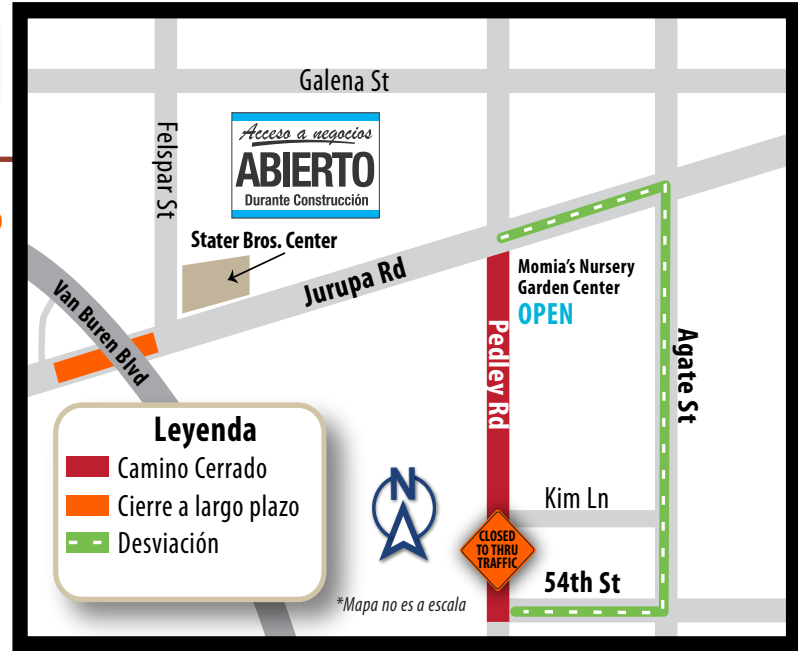 Galena St
Felspar St
Acceso a negocios
ABIERTO
Durante Construcción
Stater Bros. Center
Jurupa Rd
Momia's Nursery
Garden Center
OPEN
Van Buren Blvd
Pedley Rd
Agate St
Leyenda
Camino Cerrado
Cierre a largo plazo
Desviación
N
Kim Ln
CLOSED
TO THRU
TRAFFIC
54th St
*Mapa no es a escala